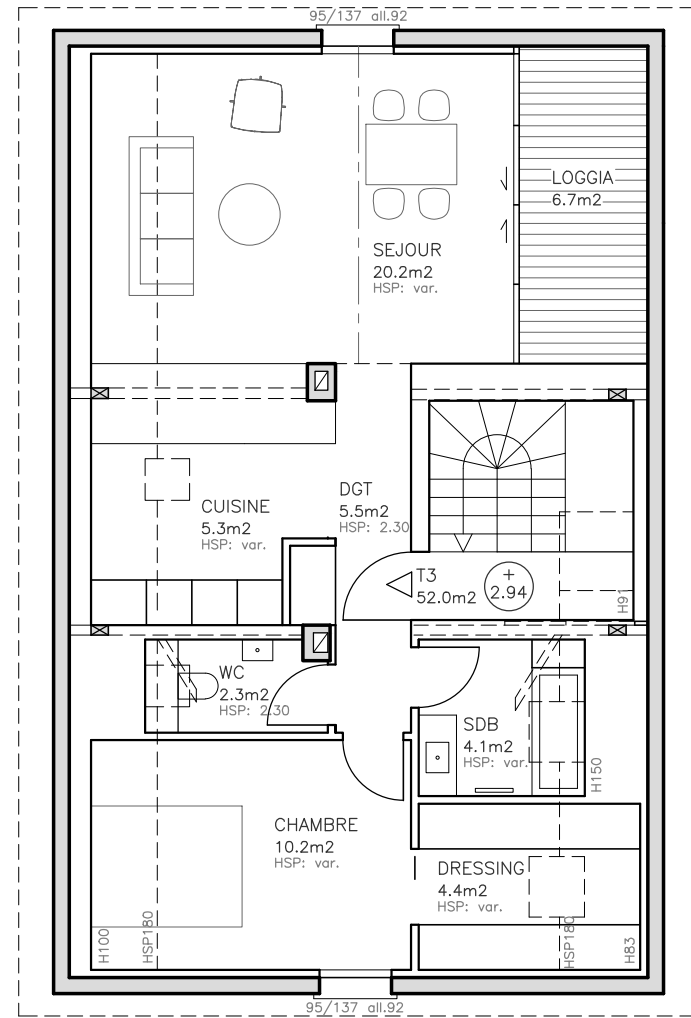 95/137 all.92
LOGGIA
6.7m2
SEJOUR
20.2m2
HSP: var.
CUISINE
5.3m2
HSP: var.
DGT
5.5m2
HSP: 2.30
T3
52.0m2
+
2.94
H91
WC
2.3m2
HSP: 2.30
SDB
4.1m2
HSP: var.
H150
CHAMBRE
10.2m2
HSP: var.
DRESSING
4.4m2
HSP: var.
H100
HSP180
HSP180
H83
95/137 all.92